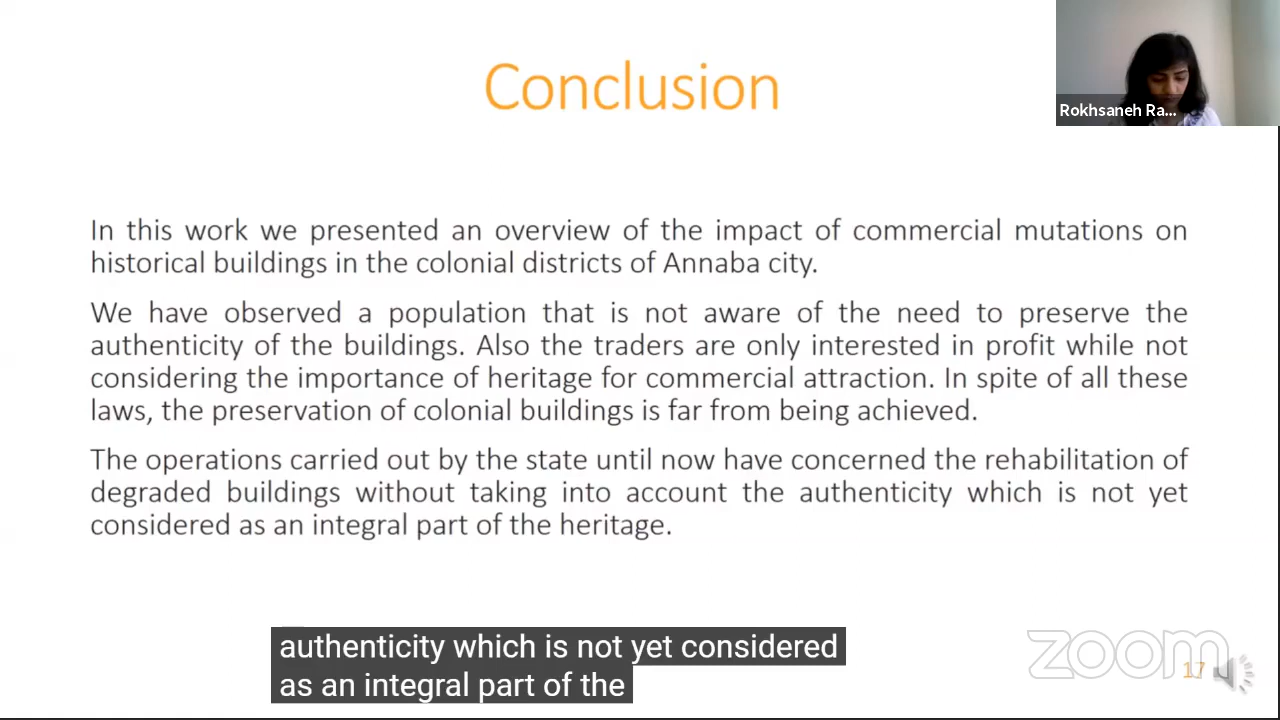 Conclusion
Rokhsaneh Ra...
In this work we presented an overview of the impact of commercial mutations on
historical buildings in the colonial districts of Annaba city.
We have observed a population that is not aware of the need to preserve the
authenticity of the buildings. Also the traders are only interested in profit while not
considering the importance of heritage for commercial attraction. In spite of all these
laws, the preservation of colonial buildings is far from being achieved.
The operations carried out by the state until now have concerned the rehabilitation of
degraded buildings without taking into account the authenticity which is not yet
considered as an integral part of the heritage.
authenticity which is not yet considered
as an integral part of the
zoom
17